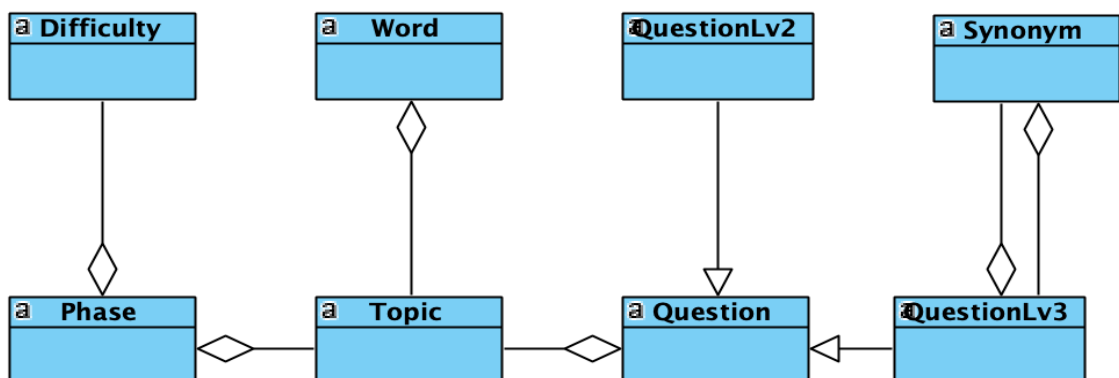 a Difficulty
a Word
a QuestionLv2
a Synonym
a Phase
a Topic
a Question
a QuestionLv3